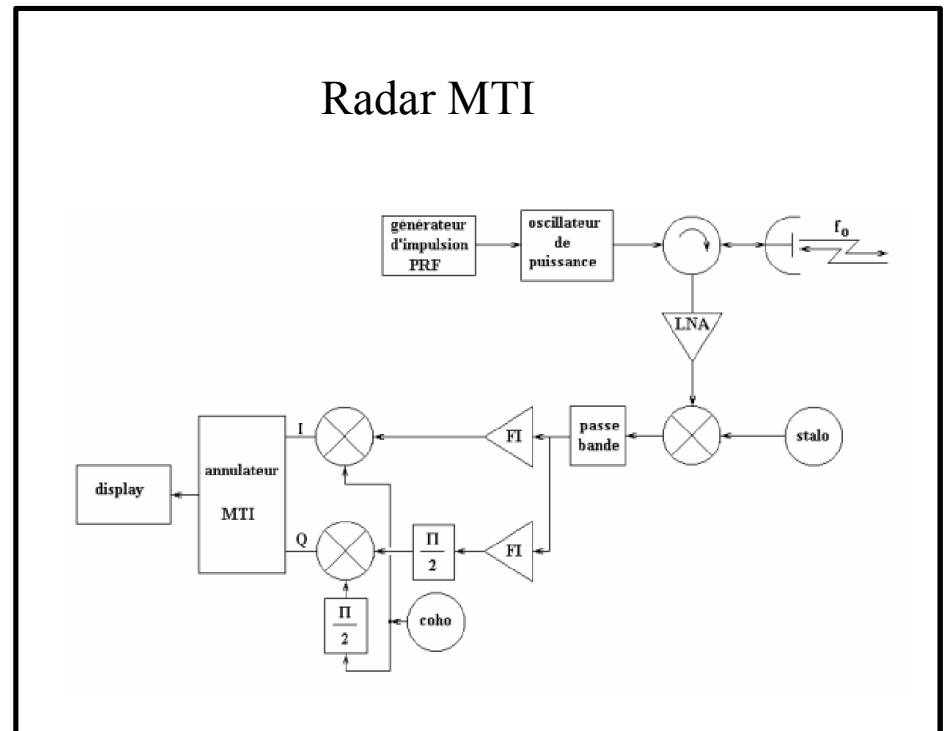 Radar MTI
générateur
d'impulsion
PRF
oscillateur
de
puissance
f₀
LNA
stalo
passe
bande
FI
I
annulateur
MTI
display
Q
Π
2
FI
Π
2
coho